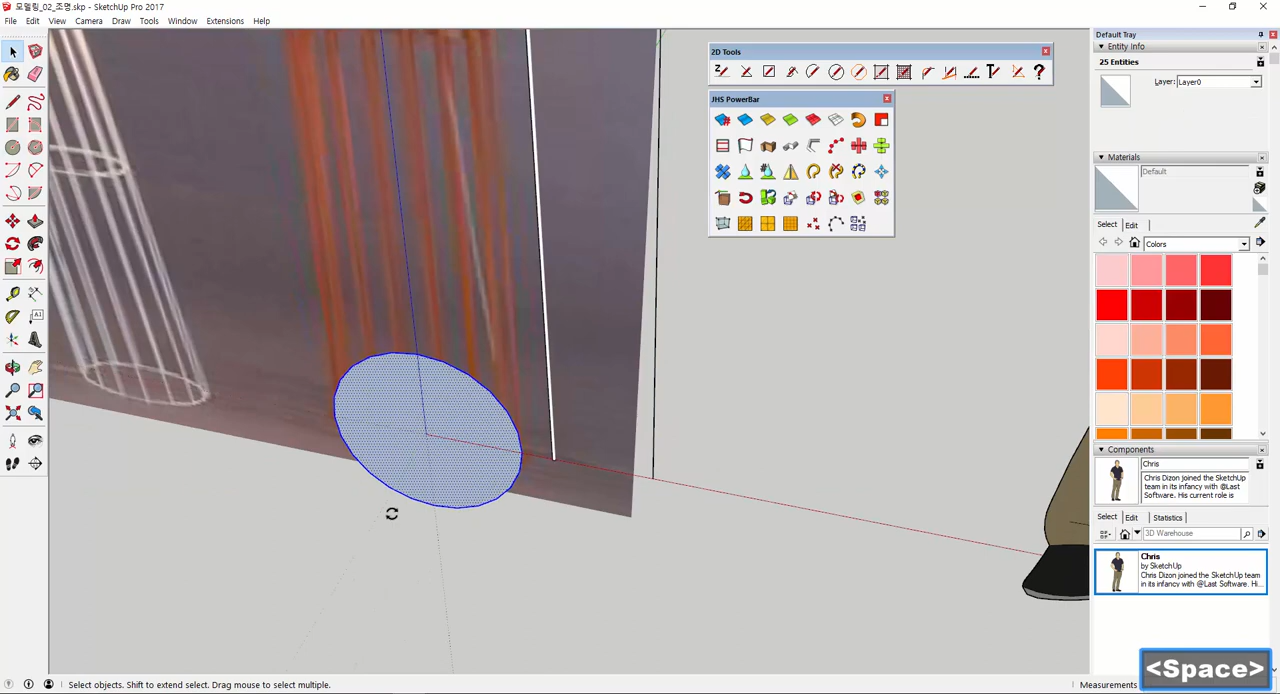 모델링_02_조명.skp - SketchUp Pro 2017
File Edit View Camera Draw Tools Window Extensions Help
2D Tools
JHS PowerBar
Default Tray
Entity Info
25 Entities
Layer: Layer0
Materials
Default
Select Edit
Colors
Components
Chris
Chris Dizon joined the SketchUp
team in its infancy with @Last
Software. His current role is
Select Edit Statistics
3D Warehouse
Chris
by SketchUp
Chris Dizon joined the SketchUp team
in its infancy with @Last Software. Hi...
<Space>
Select objects. Shift to extend select. Drag mouse to select multiple.
Measurements